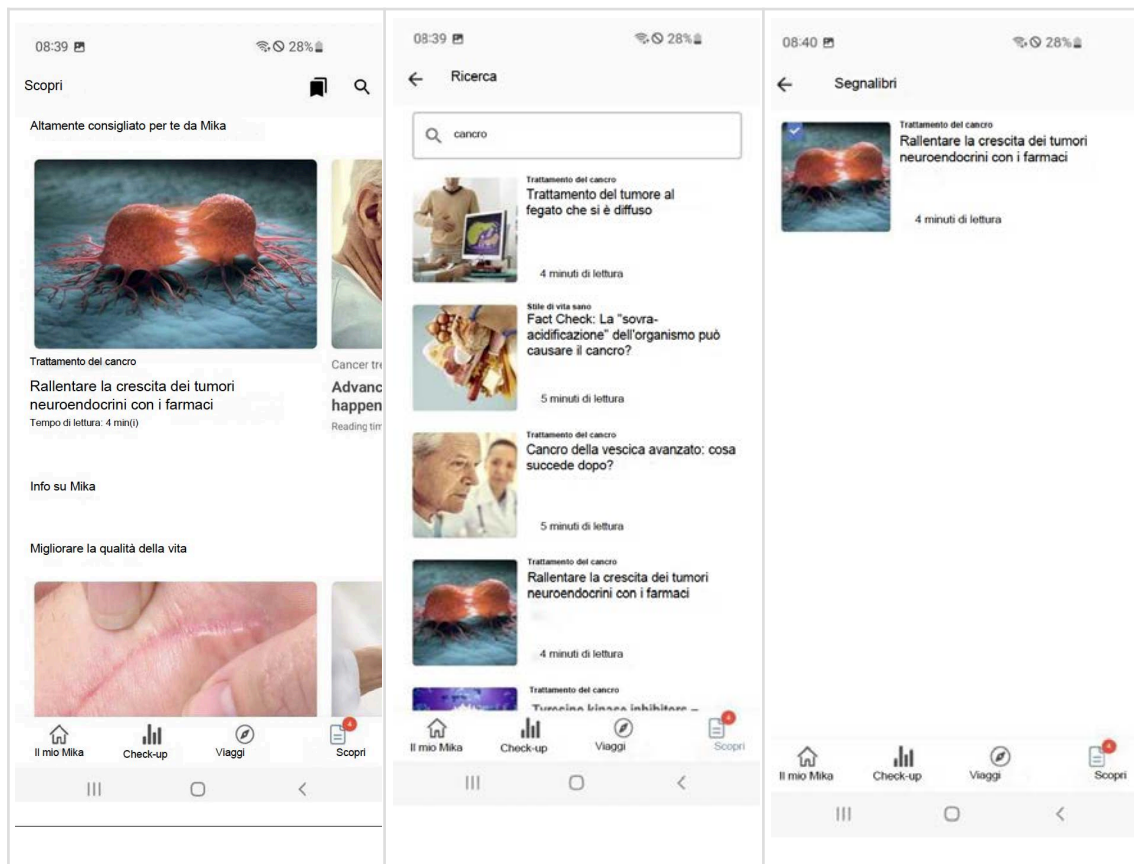 08:39
28%
Scopri
Altamente consigliato per te da Mika
Trattamento del cancro
Rallentare la crescita dei tumori
neuroendocrini con i farmaci
Tempo di lettura: 4 min(i)
Cancer tre
Advanc
happen
Reading tim
Info su Mika
Migliorare la qualità della vita
4
Il mio Mika
Check-up
Viaggi
Scopri
08:39
28%
Ricerca
cancro
Trattamento del cancro
Trattamento del tumore al
fegato che si è diffuso
4 minuti di lettura
Stile di vita sano
Fact Check: La "sovra-
acidificazione" dell'organismo può
causare il cancro?
5 minuti di lettura
Trattamento del cancro
Cancro della vescica avanzato: cosa
succede dopo?
5 minuti di lettura
Trattamento del cancro
Rallentare la crescita dei tumori
neuroendocrini con i farmaci
4 minuti di lettura
Trattamento del cancro
Tyrosine kinase inhibitors –
4
Il mio Mika
Check-up
Viaggi
Scopri
08:40
28%
Segnalibri
Trattamento del cancro
Rallentare la crescita dei tumori
neuroendocrini con i farmaci
4 minuti di lettura
4
Il mio Mika
Check-up
Viaggi
Scopri